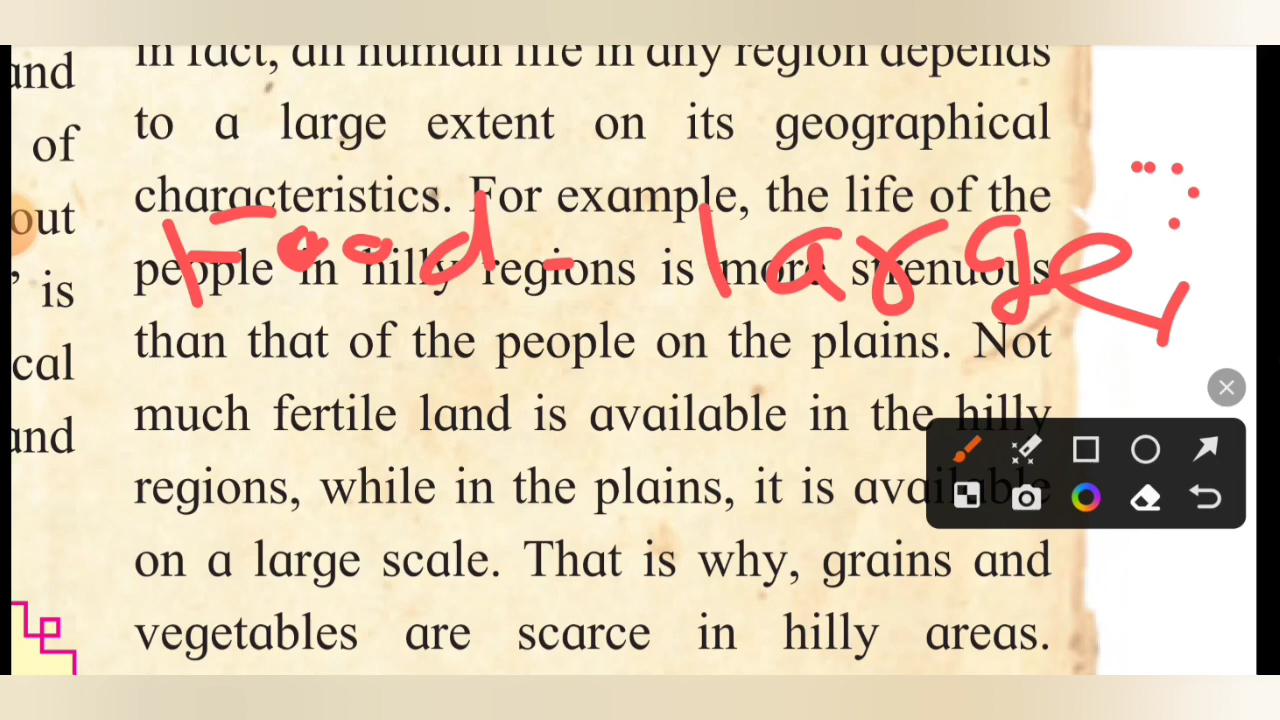 and
of
out
is
cal
and
in fact, all human life in any region depends
to a large extent on its geographical
characteristics. For example, the life of the
people in hilly regions is more strenuous
than that of the people on the plains. Not
much fertile land is available in the hilly
regions, while in the plains, it is available
on a large scale. That is why, grains and
vegetables are scarce in hilly areas.
Food - large